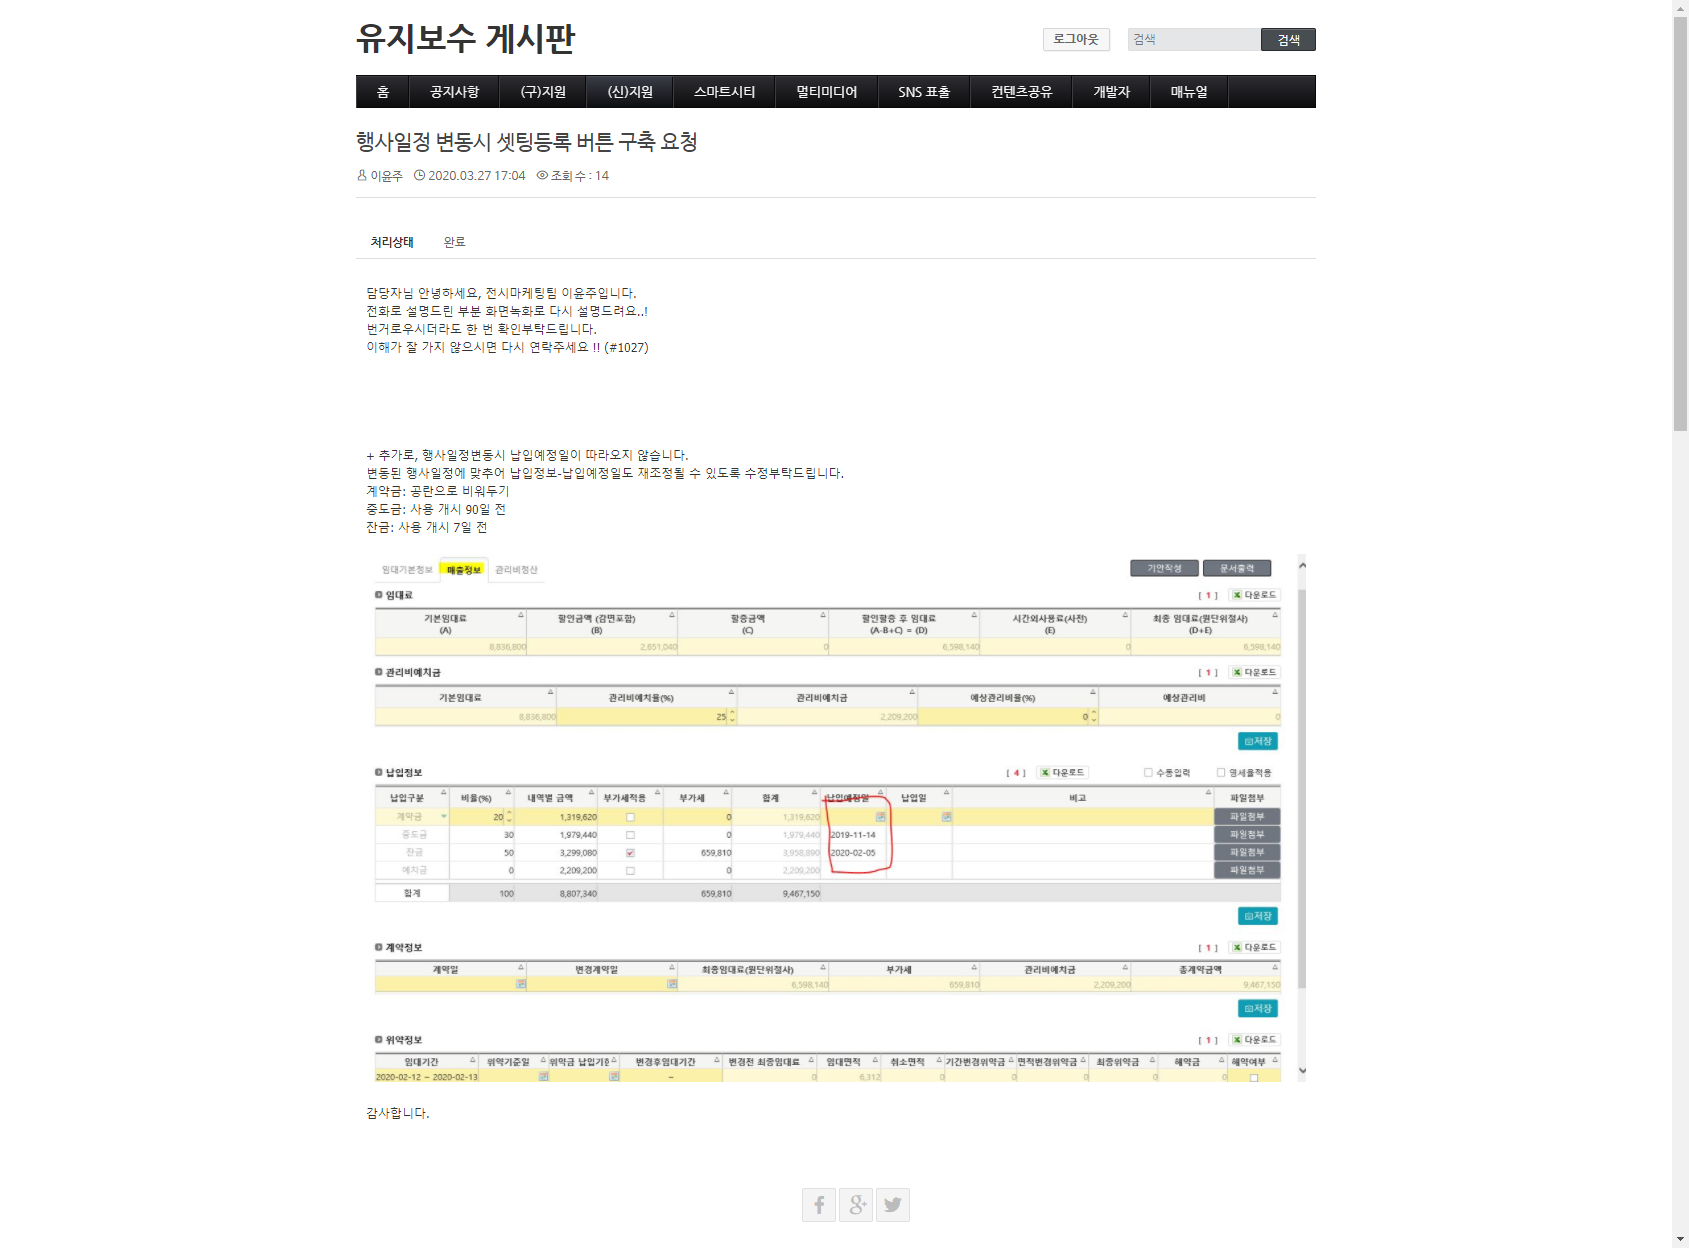 유지보수 게시판
로그아웃 검색 검색
홈 공지사항 (구)지원 (신)지원 스마트시티 멀티미디어 SNS 표출 컨텐츠공유 개발자 매뉴얼
행사일정 변동시 셋팅등록 버튼 구축 요청
이윤주 2020.03.27 17:04 조회 수 : 14
처리상태 완료
담당자님 안녕하세요, 전시마케팅팀 이윤주입니다.
전화로 설명드린 부분 화면녹화로 다시 설명드려요..!
번거로우시더라도 한 번 확인부탁드립니다.
이해가 잘 가지 않으시면 다시 연락주세요 !! (#1027)
+ 추가로, 행사일정변동시 납입예정일이 따라오지 않습니다.
변동된 행사일정에 맞추어 납입정보-납입예정일도 재조정될 수 있도록 수정부탁드립니다.
계약금: 공란으로 비워두기
중도금: 사용 개시 90일 전
잔금: 사용 개시 7일 전
임대기본정보 매출정보 관리비정산 기안작성 문서출력
임대료 [ 1 ] 다운로드
기본임대료 (A) 할인금액 (감면포함) (B) 할증금액 (C) 할인할증 후 임대료 (A-B+C) = (D) 시간외사용료(사전) (E) 최종 임대료(원단위절사) (D+E)
8,836,800 2,651,040 0 6,598,140 0 6,598,140
관리비예치금 [ 1 ] 다운로드
기본임대료 관리비예치율(%) 관리비예치금 예상관리비율(%) 예상관리비
8,836,800 25 2,209,200 0 0
저장
납입정보 [ 4 ] 다운로드 수동입력 영세율적용
납입구분 비율(%) 내역별 금액 부가세적용 부가세 합계 납입예정일 납입일 비고 파일첨부
계약금 20 1,319,620 0 1,319,620 파일첨부
중도금 30 1,979,440 0 1,979,440 2019-11-14 파일첨부
잔금 50 3,299,080 659,810 3,958,890 2020-02-05 파일첨부
예치금 0 2,209,200 0 2,209,200 파일첨부
합계 100 8,807,340 659,810 9,467,150
저장
계약정보 [ 1 ] 다운로드
계약일 변경계약일 최종임대료(원단위절사) 부가세 관리비예치금 총계약금액
6,598,140 659,810 2,209,200 9,467,150
저장
위약정보 [ 1 ] 다운로드
임대기간 위약기준일 위약금 납입기한 변경후임대기간 변경전 최종임대료 임대면적 취소면적 기간변경위약금 면적변경위약금 최종위약금 해약금 해약여부
2020-02-12 ~ 2020-02-13 ~ 0 6,312 0 0 0 0 0
감사합니다.